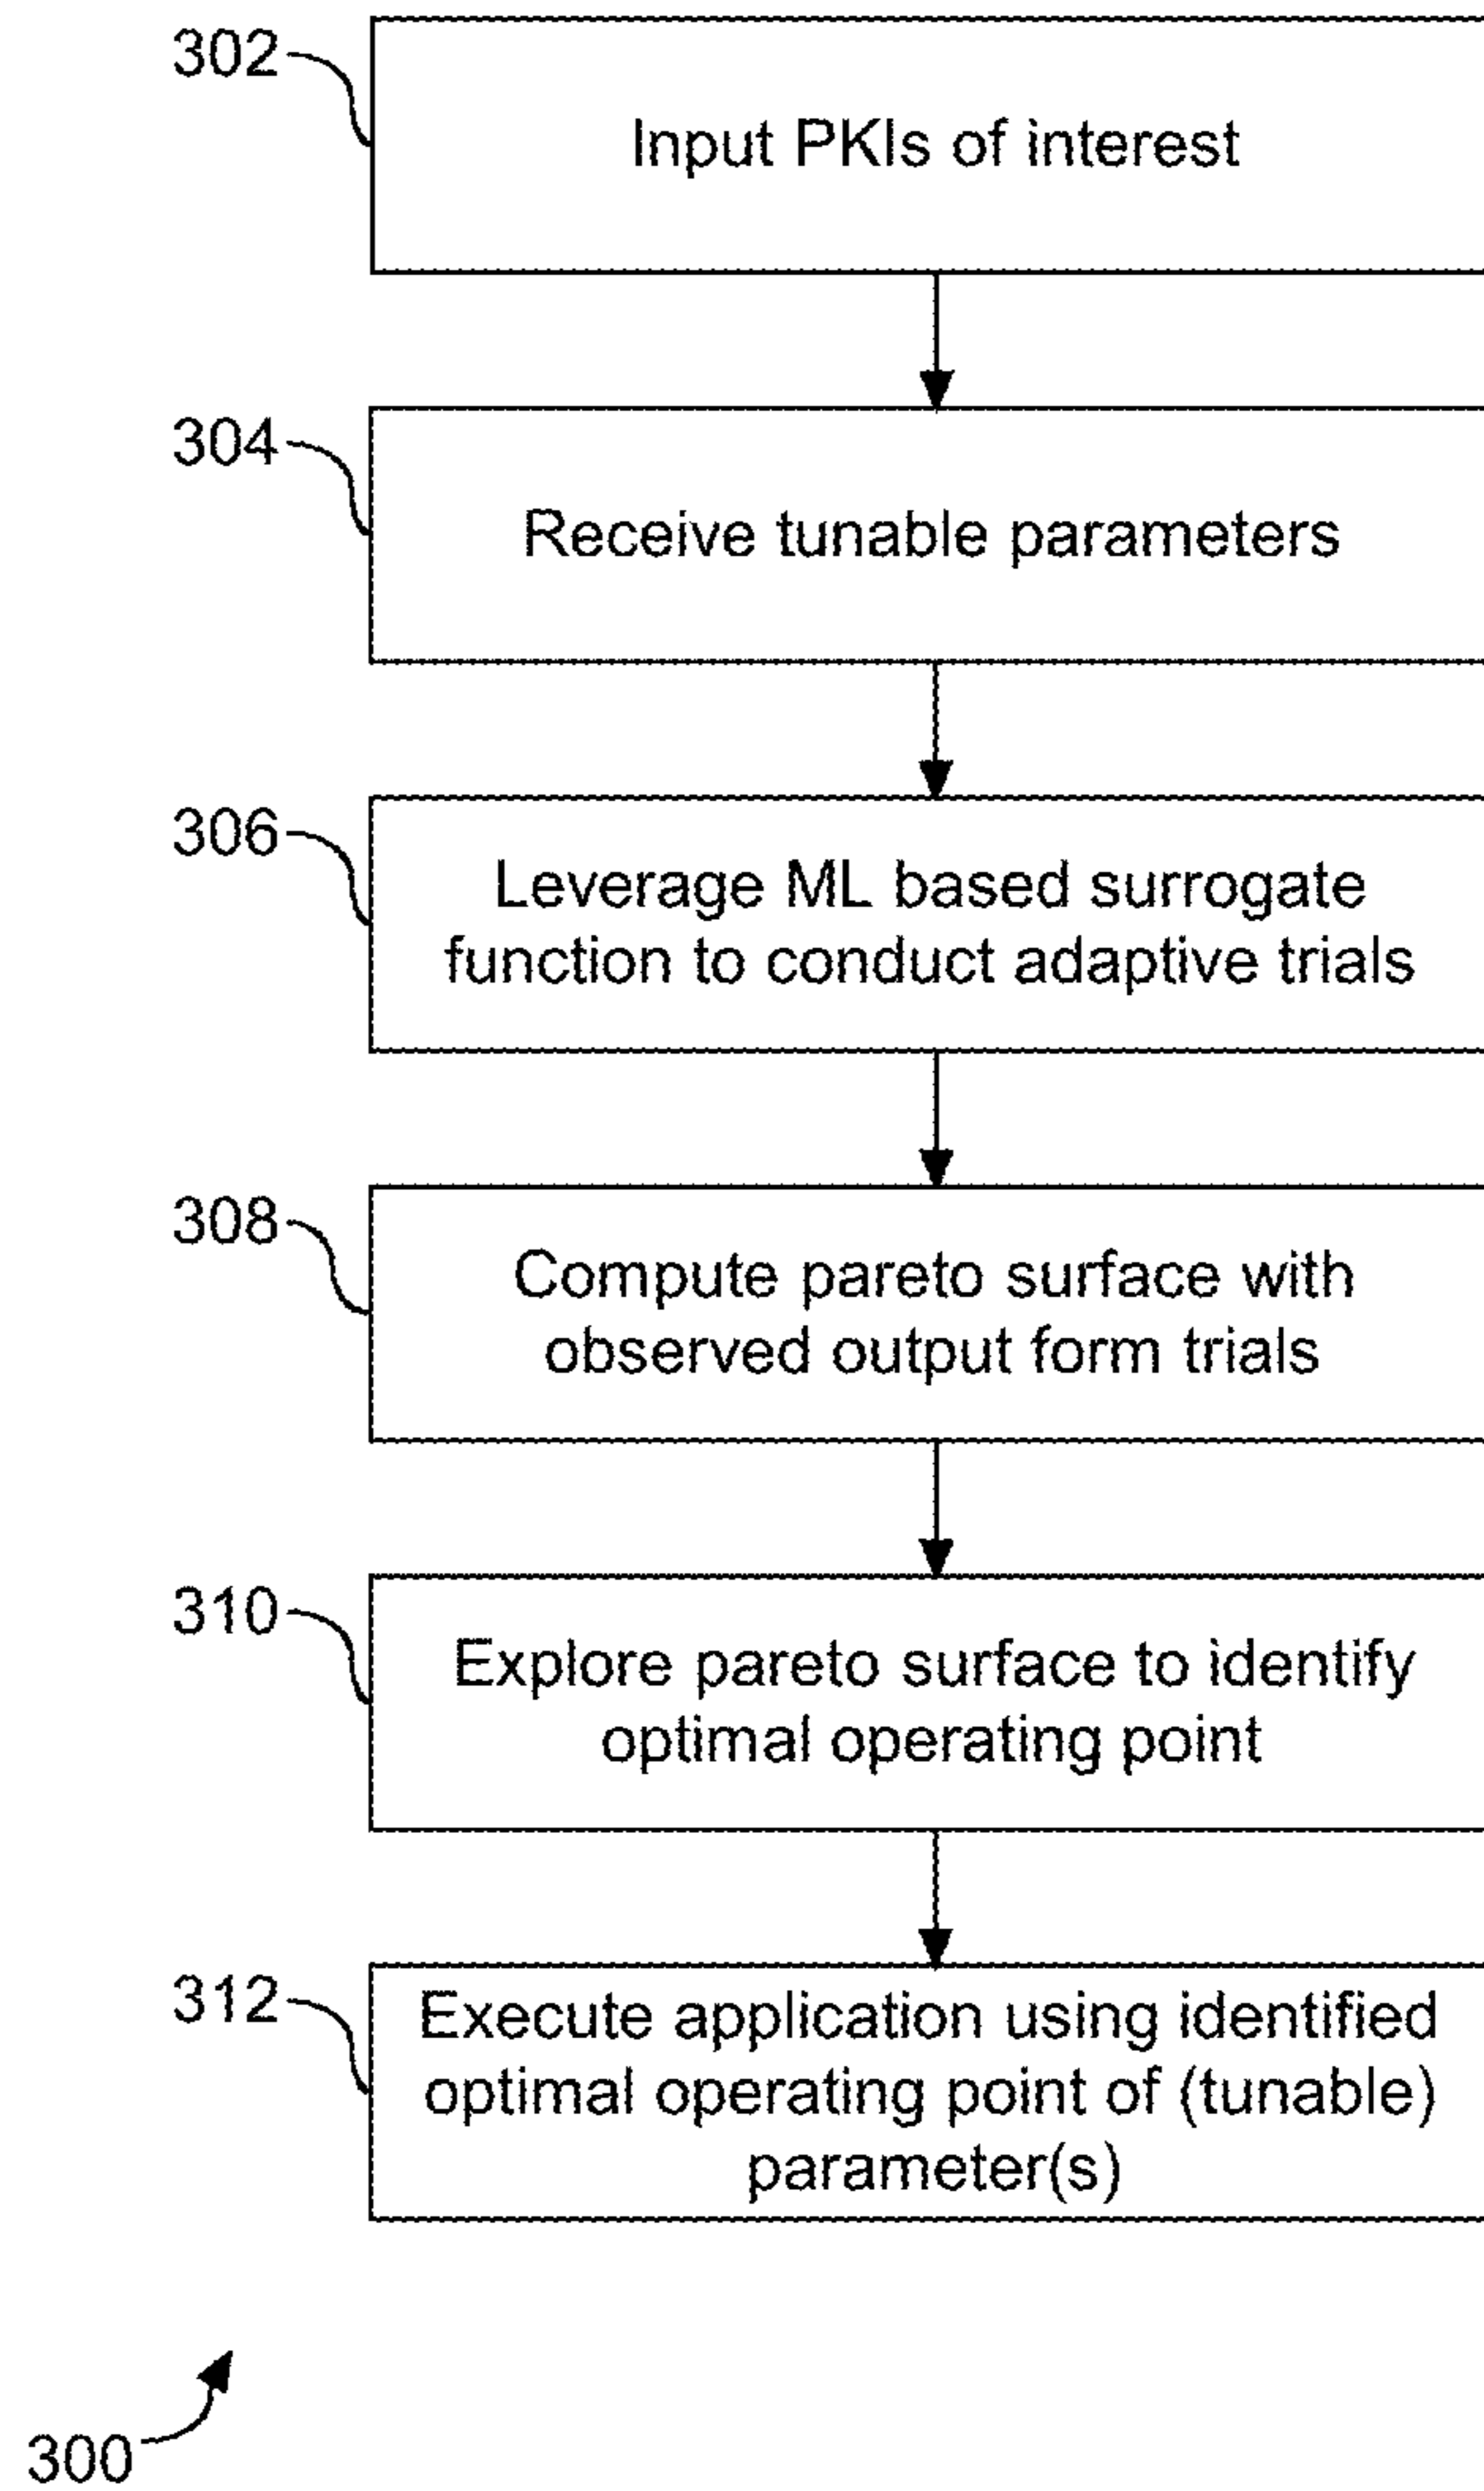 302
Input PKIs of interest
304
Receive tunable parameters
306
Leverage ML based surrogate
function to conduct adaptive trials
308
Compute pareto surface with
observed output form trials
310
Explore pareto surface to identify
optimal operating point
312
Execute application using identified
optimal operating point of (tunable)
parameter(s)
300